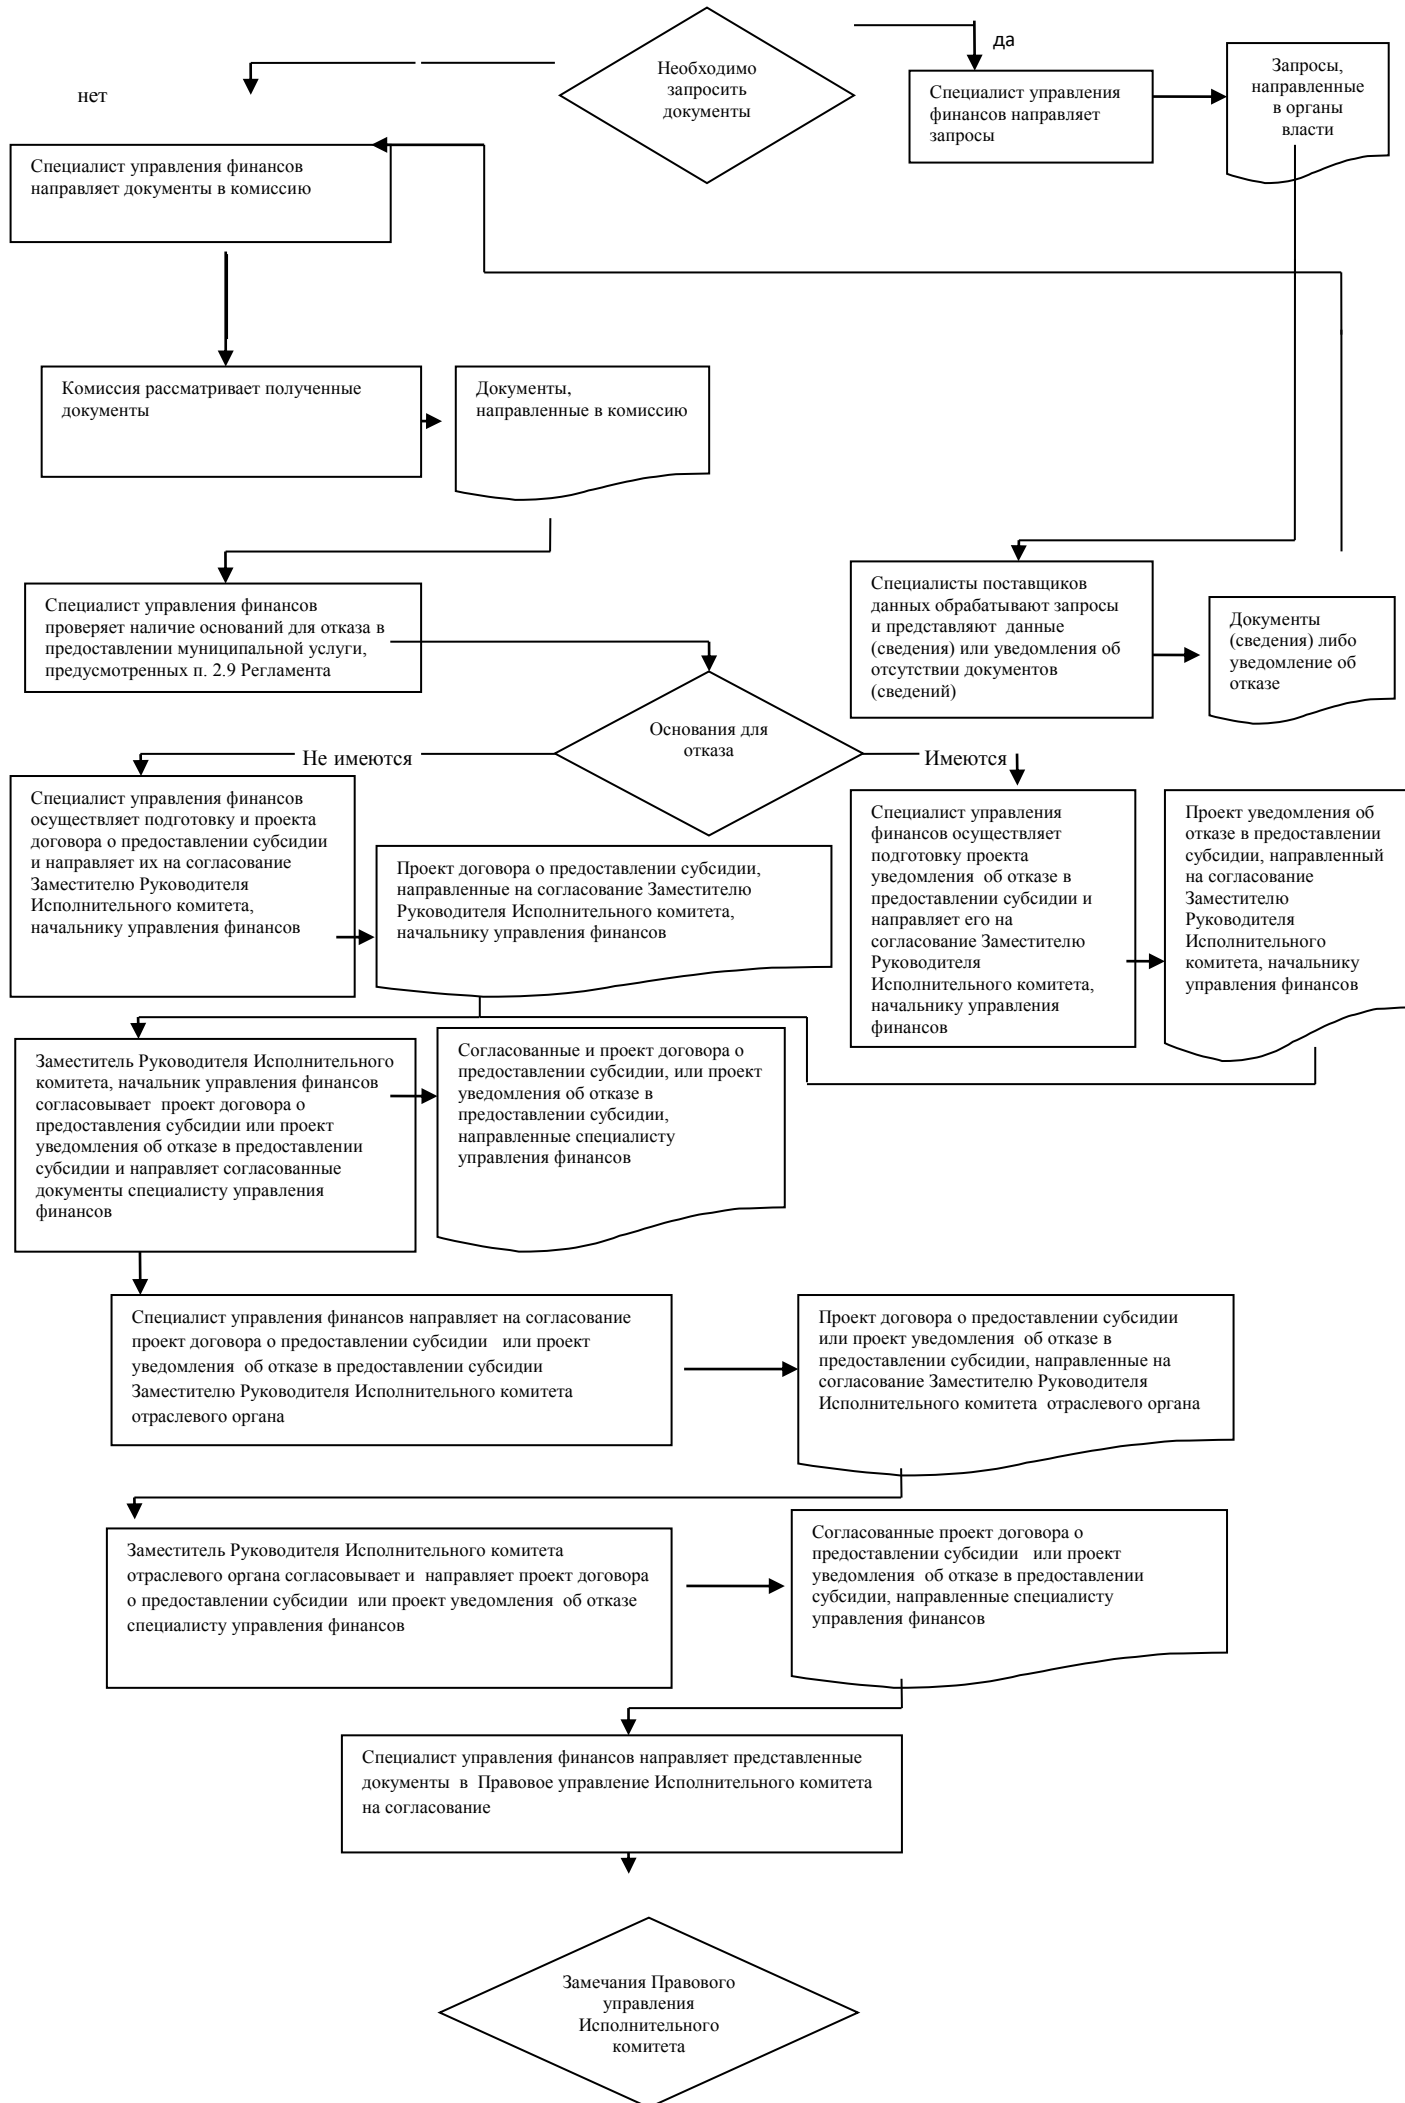 Необходимо
запросить
документы
да
нет
Специалист управления
финансов направляет
запросы
Запросы,
направленные
в органы
власти
Специалист управления финансов
направляет документы в комиссию
Комиссия рассматривает полученные
документы
Документы,
направленные в комиссию
Специалист управления финансов
проверяет наличие оснований для отказа в
предоставлении муниципальной услуги,
предусмотренных п. 2.9 Регламента
Специалисты поставщиков
данных обрабатывают запросы
и представляют данные
(сведения) или уведомления об
отсутствии документов
(сведений)
Документы
(сведения) либо
уведомление об
отказе
Основания для
отказа
Не имеются
Имеются
Специалист управления финансов
осуществляет подготовку и проекта
договора о предоставлении субсидии
и направляет их на согласование
Заместителю Руководителя
Исполнительного комитета,
начальнику управления финансов
Проект договора о предоставлении субсидии,
направленные на согласование Заместителю
Руководителя Исполнительного комитета,
начальнику управления финансов
Специалист управления
финансов осуществляет
подготовку проекта
уведомления об отказе в
предоставлении субсидии и
направляет его на
согласование Заместителю
Руководителя
Исполнительного комитета,
начальнику управления
финансов
Проект уведомления об
отказе в предоставлении
субсидии, направленный
на согласование
Заместителю
Руководителя
Исполнительного
комитета, начальнику
управления финансов
Заместитель Руководителя Исполнительного
комитета, начальник управления финансов
согласовывает проект договора о
предоставления субсидии или проект
уведомления об отказе в предоставлении
субсидии и направляет согласованные
документы специалисту управления
финансов
Согласованные и проект договора о
предоставлении субсидии, или проект
уведомления об отказе в
предоставлении субсидии,
направленные специалисту
управления финансов
Специалист управления финансов направляет на согласование
проект договора о предоставлении субсидии или проект
уведомления об отказе в предоставлении субсидии
Заместителю Руководителя Исполнительного комитета
отраслевого органа
Проект договора о предоставлении субсидии
или проект уведомления об отказе в
предоставлении субсидии, направленные на
согласование Заместителю Руководителя
Исполнительного комитета отраслевого органа
Заместитель Руководителя Исполнительного комитета
отраслевого органа согласовывает и направляет проект договора
о предоставлении субсидии или проект уведомления об отказе
специалисту управления финансов
Согласованные проект договора о
предоставлении субсидии или проект
уведомления об отказе в предоставлении
субсидии, направленные специалисту
управления финансов
Специалист управления финансов направляет представленные
документы в Правовое управление Исполнительного комитета
на согласование
Замечания Правового
управления
Исполнительного
комитета